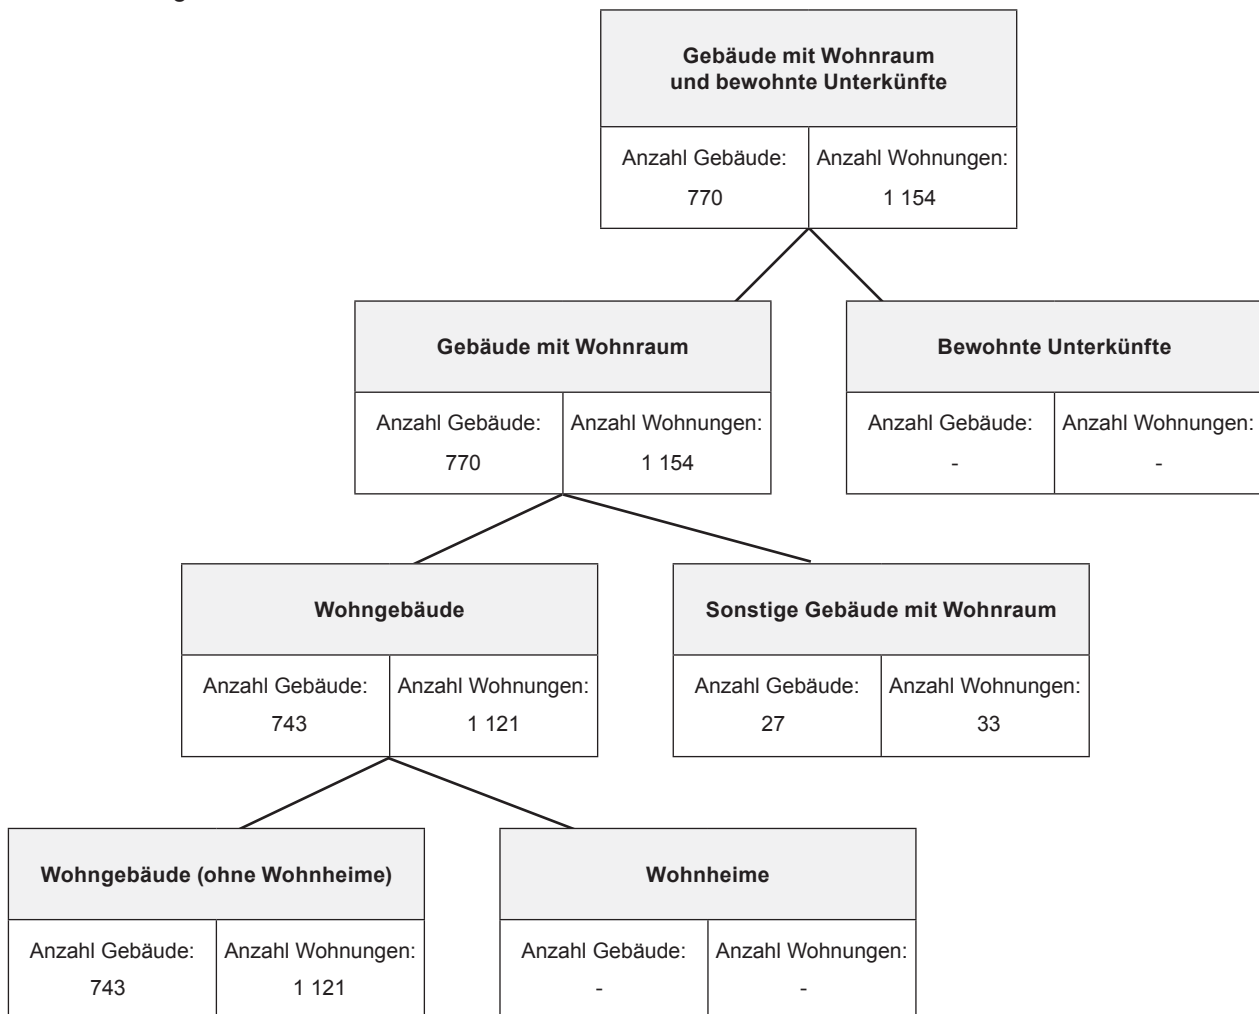 Gebäude mit Wohnraum
und bewohnte Unterkünfte
Anzahl Gebäude: Anzahl Wohnungen:
770 1 154
Gebäude mit Wohnraum Bewohnte Unterkünfte
Anzahl Gebäude: Anzahl Wohnungen: Anzahl Gebäude: Anzahl Wohnungen:
770 1 154 - -
Wohngebäude Sonstige Gebäude mit Wohnraum
Anzahl Gebäude: Anzahl Wohnungen: Anzahl Gebäude: Anzahl Wohnungen:
743 1 121 27 33
Wohngebäude (ohne Wohnheime) Wohnheime
Anzahl Gebäude: Anzahl Wohnungen: Anzahl Gebäude: Anzahl Wohnungen:
743 1 121 - -